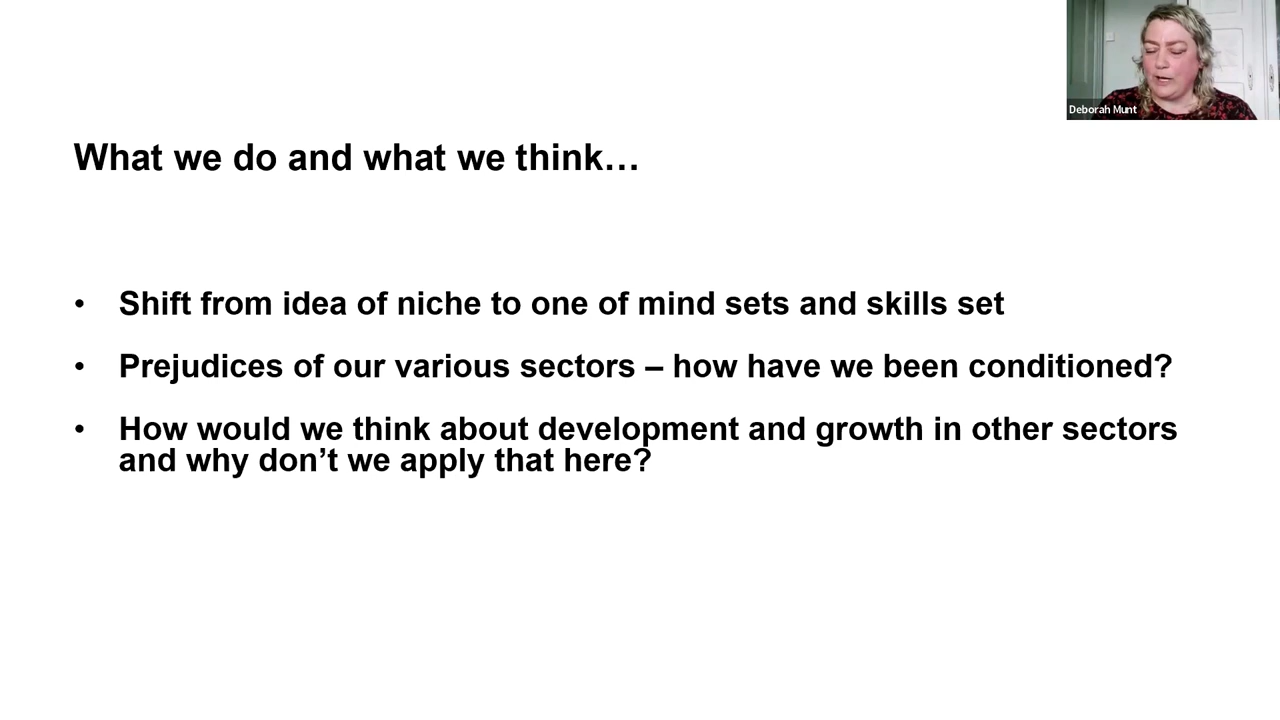 Deborah Munt
What we do and what we think…
• Shift from idea of niche to one of mind sets and skills set
• Prejudices of our various sectors – how have we been conditioned?
• How would we think about development and growth in other sectors
and why don’t we apply that here?